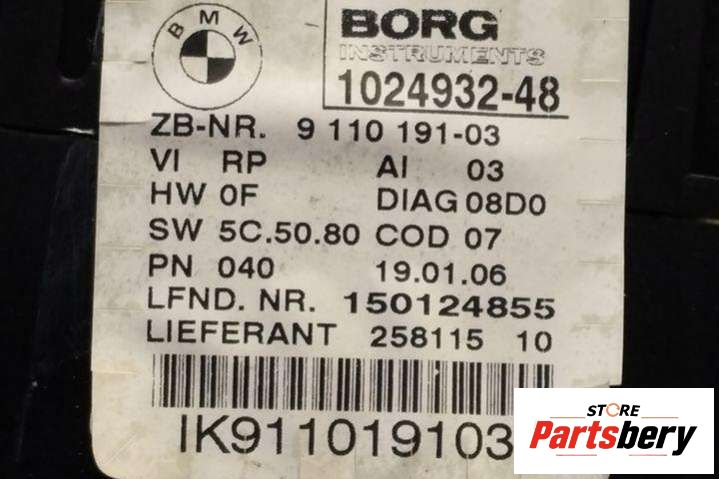 BMW
BORG
INSTRUMENTS
1024932-48
ZB-NR. 9 110 191-03
VI RP AI 03
HW 0F DIAG 08D0
SW 5C.50.80 COD 07
PN 040 19.01.06
LFND. NR. 150124855
LIEFERANT 258115 10
IK911019103
STORE
Partsbery